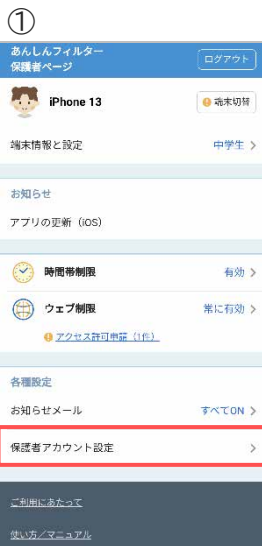 ①
あんしんフィルター
保護者ページ
ログアウト
iPhone 13
端末切替
端末情報と設定
中学生
お知らせ
アプリの更新（iOS）
時間帯制限
有効
ウェブ制限
常に有効
アクセス許可申請（1件）
各種設定
お知らせメール
すべてON
保護者アカウント設定
ご利用にあたって
使い方／マニュアル